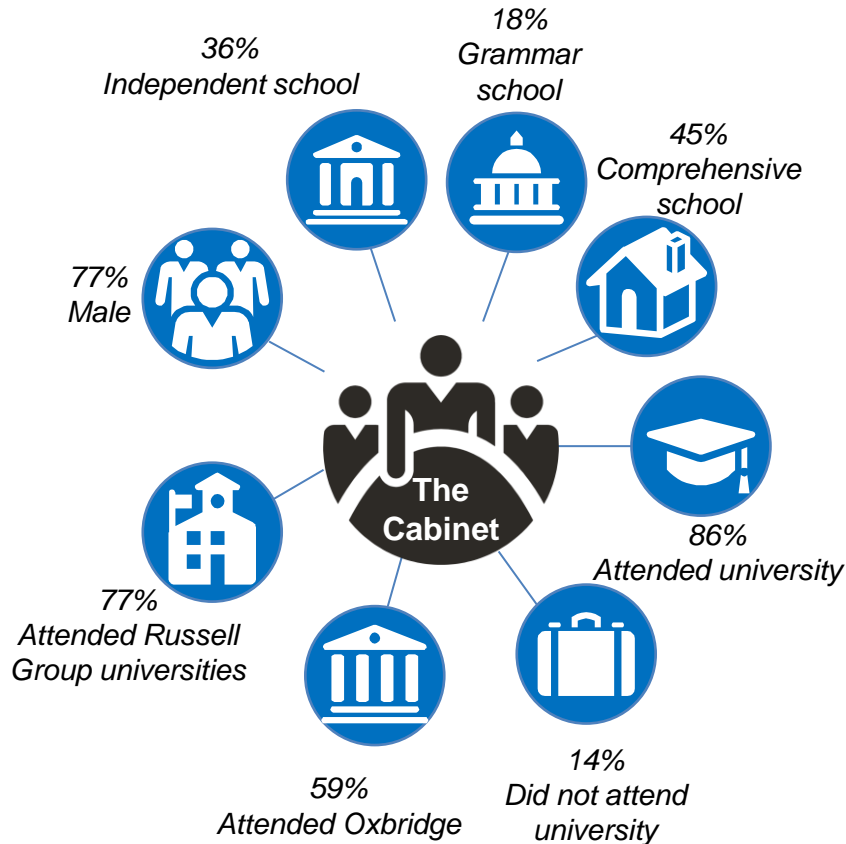 36%
Independent school
18%
Grammar
school
45%
Comprehensive
school
77%
Male
The
Cabinet
86%
Attended university
77%
Attended Russell
Group universities
59%
Attended Oxbridge
14%
Did not attend
university